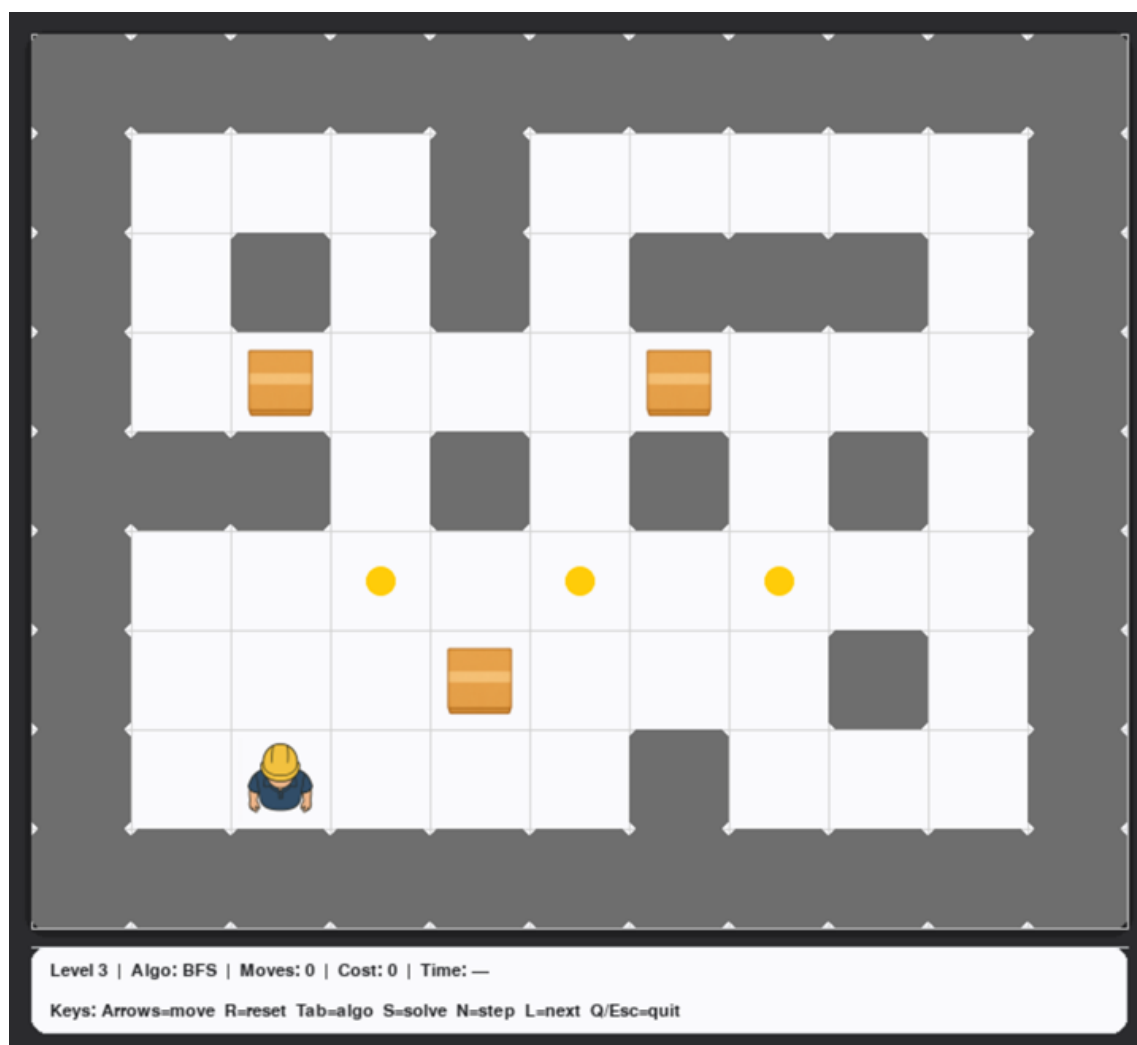 Level 3 | Algo: BFS | Moves: 0 | Cost: 0 | Time: —
Keys: Arrows=move R=reset Tab=algo S=solve N=step L=next Q/Esc=quit